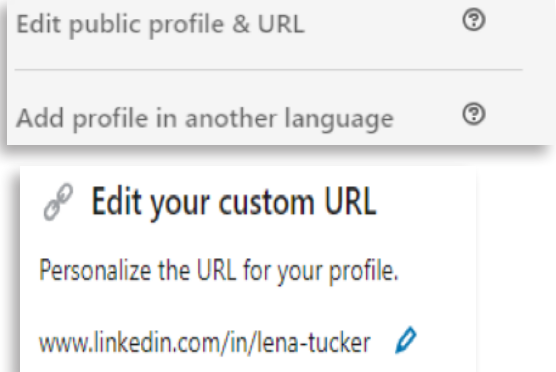 Edit public profile & URL
Add profile in another language
Edit your custom URL
Personalize the URL for your profile.
www.linkedin.com/in/lena-tucker